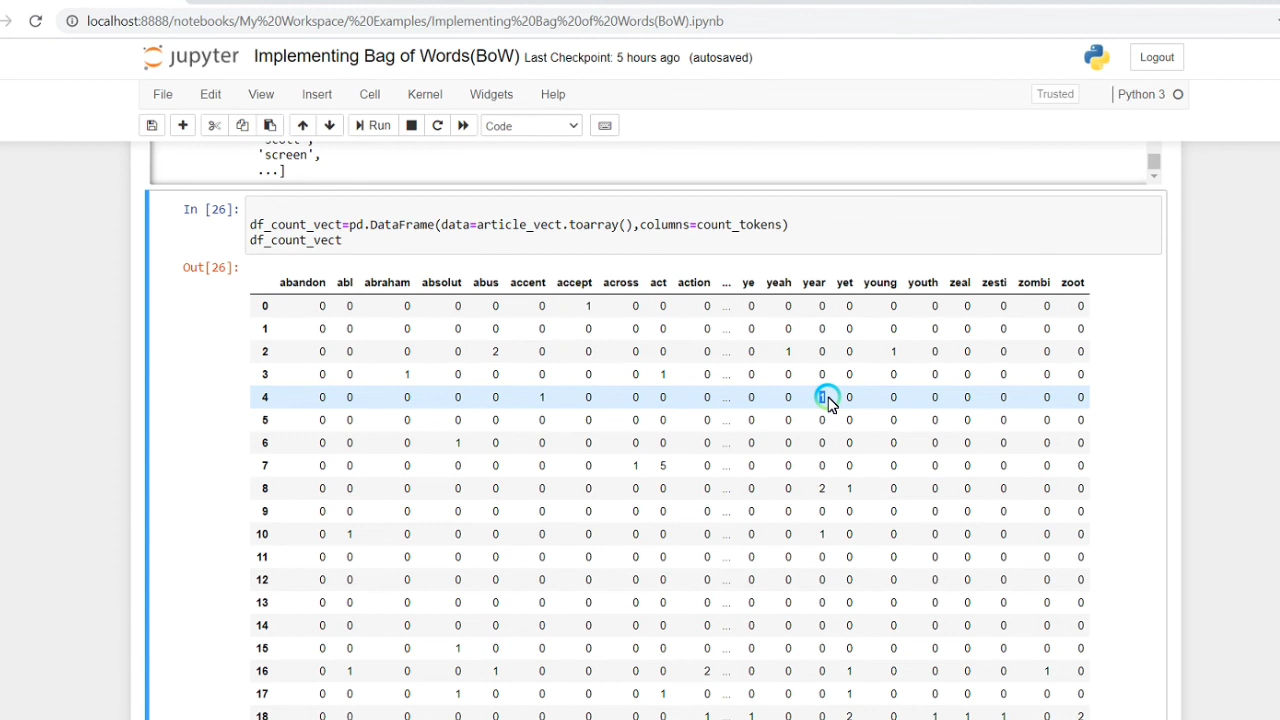 localhost:8888/notebooks/My%20Workspace/%20Examples/Implementing%20Bag%20of%20Words(BoW).ipynb
jupyter Implementing Bag of Words(BoW) Last Checkpoint: 5 hours ago (autosaved) Logout
File Edit View Insert Cell Kernel Widgets Help Trusted Python 3
Run Code
'screen',
...]
In [26]:
df_count_vect=pd.DataFrame(data=article_vect.toarray(),columns=count_tokens)
df_count_vect
Out[26]:
abandon abl abraham absolut abus accent accept across act action ... ye yeah year yet young youth zeal zesti zombi zoot
0 0 0 0 0 0 0 1 0 0 0 ... 0 0 0 0 0 0 0 0 0 0
1 0 0 0 0 0 0 0 0 0 0 ... 0 0 0 0 0 0 0 0 0 0
2 0 0 0 0 2 0 0 0 0 0 ... 0 1 0 0 1 0 0 0 0 0
3 0 0 1 0 0 0 0 0 1 0 ... 0 0 0 0 0 0 0 0 0 0
4 0 0 0 0 0 1 0 0 0 0 ... 0 0 1 0 0 0 0 0 0 0
5 0 0 0 0 0 0 0 0 0 0 ... 0 0 0 0 0 0 0 0 0 0
6 0 0 0 1 0 0 0 0 0 0 ... 0 0 0 0 0 0 0 0 0 0
7 0 0 0 0 0 0 0 1 5 0 ... 0 0 0 0 0 0 0 0 0 0
8 0 0 0 0 0 0 0 0 0 0 ... 0 0 2 1 0 0 0 0 0 0
9 0 0 0 0 0 0 0 0 0 0 ... 0 0 0 0 0 0 0 0 0 0
10 0 1 0 0 0 0 0 0 0 0 ... 0 0 1 0 0 0 0 0 0 0
11 0 0 0 0 0 0 0 0 0 0 ... 0 0 0 0 0 0 0 0 0 0
12 0 0 0 0 0 0 0 0 0 0 ... 0 0 0 0 0 0 0 0 0 0
13 0 0 0 0 0 0 0 0 0 0 ... 0 0 0 0 0 0 0 0 0 0
14 0 0 0 0 0 0 0 0 0 0 ... 0 0 0 0 0 0 0 0 0 0
15 0 0 0 1 0 0 0 0 0 0 ... 0 0 0 0 0 0 0 0 0 0
16 0 1 0 0 1 0 0 0 0 2 ... 0 0 0 1 0 0 0 0 1 0
17 0 0 0 1 0 0 0 0 1 0 ... 0 0 0 1 0 0 0 0 0 0
18 0 0 0 0 0 0 0 0 0 1 ... 1 0 0 2 0 1 1 1 0 2